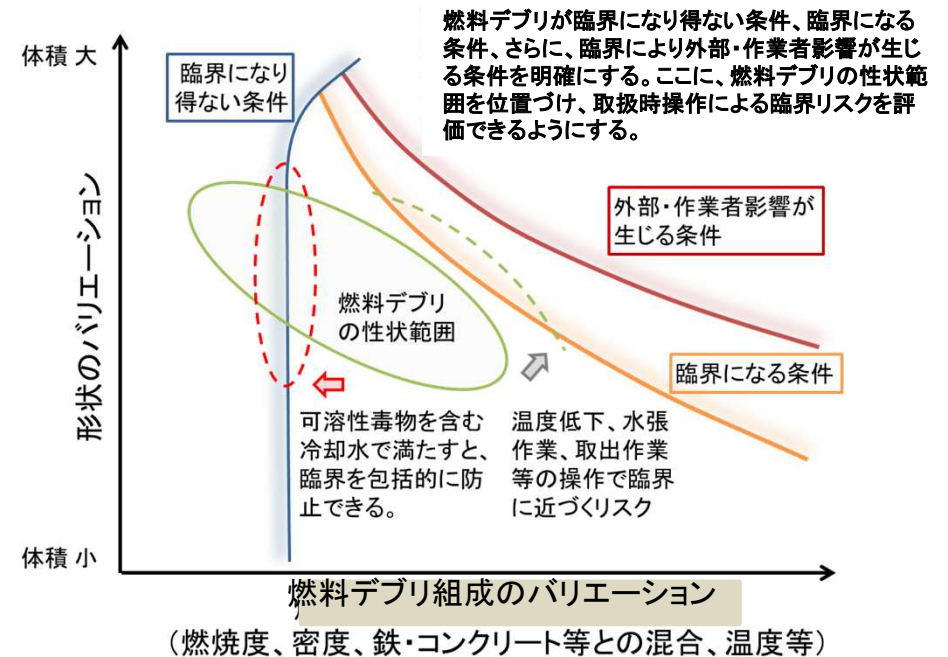 燃料デブリが臨界になり得ない条件、臨界になる
条件、さらに、臨界により外部・作業者影響が生じ
る条件を明確にする。ここに、燃料デブリの性状範
囲を位置づけ、取扱時操作による臨界リスクを評
価できるようにする。
体積 大
臨界になり
得ない条件
外部・作業者影響が
生じる条件
形状のバリエーション
燃料デブリ
の性状範囲
臨界になる条件
可溶性毒物を含む
冷却水で満たすと、
臨界を包括的に防
止できる。
温度低下、水張
作業、取出作業
等の操作で臨界
に近づくリスク
体積 小
燃料デブリ組成のバリエーション
（燃焼度、密度、鉄・コンクリート等との混合、温度等）